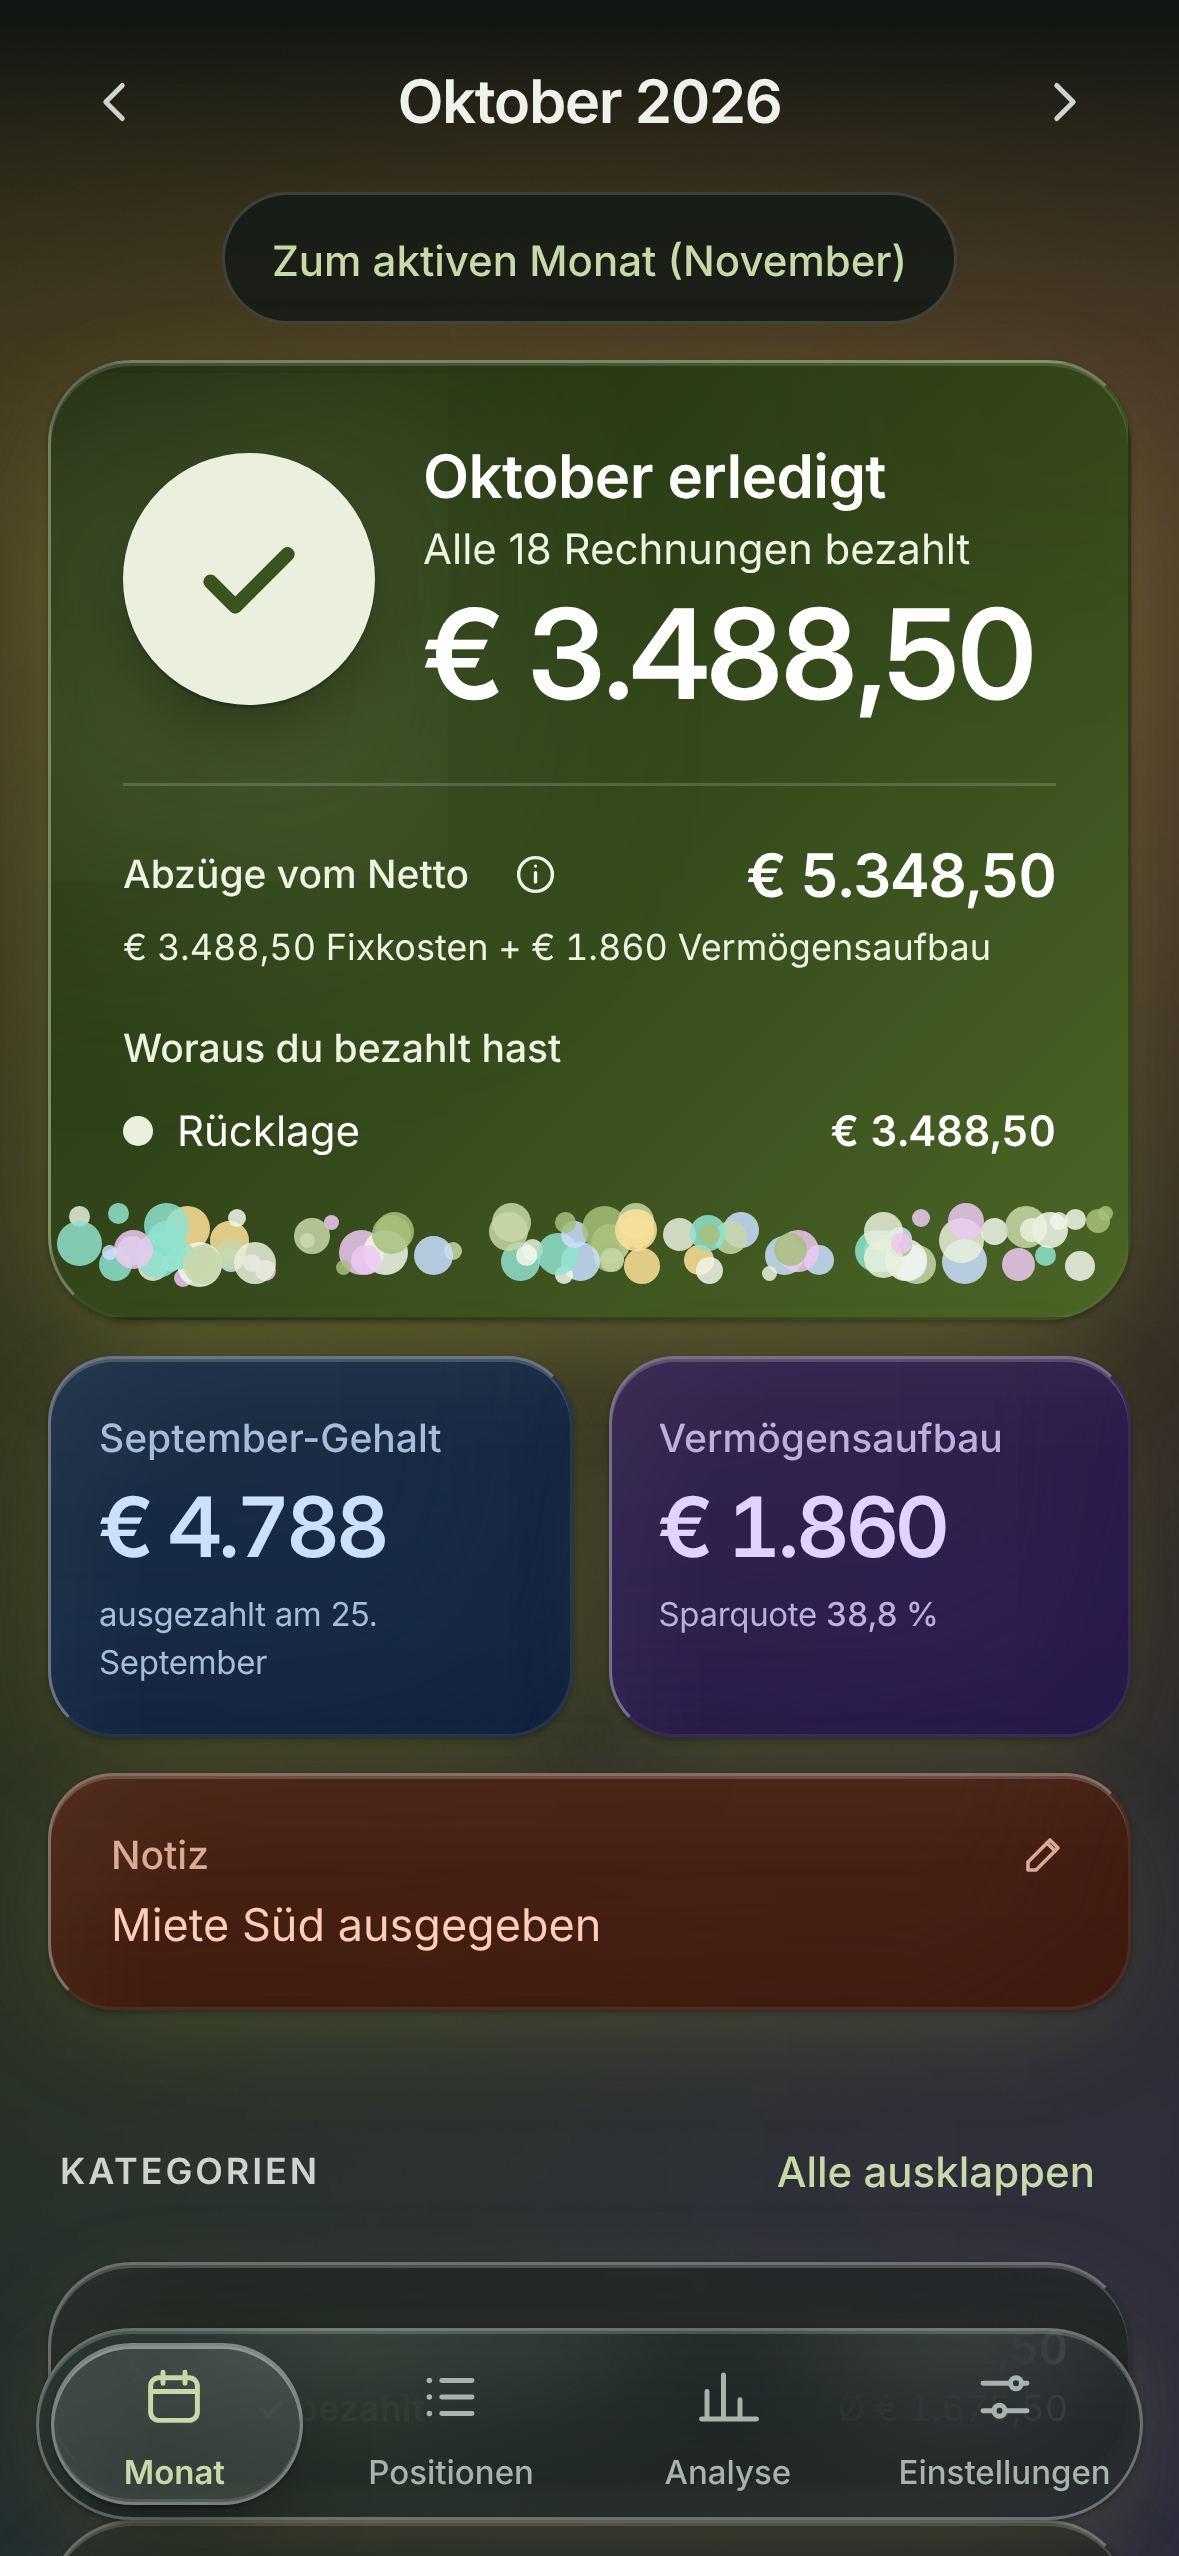 Oktober 2026
Zum aktiven Monat (November)
Oktober erledigt
Alle 18 Rechnungen bezahlt
€ 3.488,50
Abzüge vom Netto
€ 5.348,50
€ 3.488,50 Fixkosten + € 1.860 Vermögensaufbau
Woraus du bezahlt hast
Rücklage
€ 3.488,50
September-Gehalt
€ 4.788
ausgezahlt am 25.
September
Vermögensaufbau
€ 1.860
Sparquote 38,8 %
Notiz
Miete Süd ausgegeben
KATEGORIEN
Alle ausklappen
bezahlt
Monat
Positionen
Analyse
Einstellungen